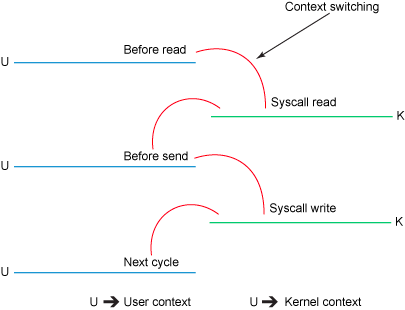 Context switching
Before read
U
Syscall read
K
Before send
U
Syscall write
K
Next cycle
U
U → User context
U → Kernel context